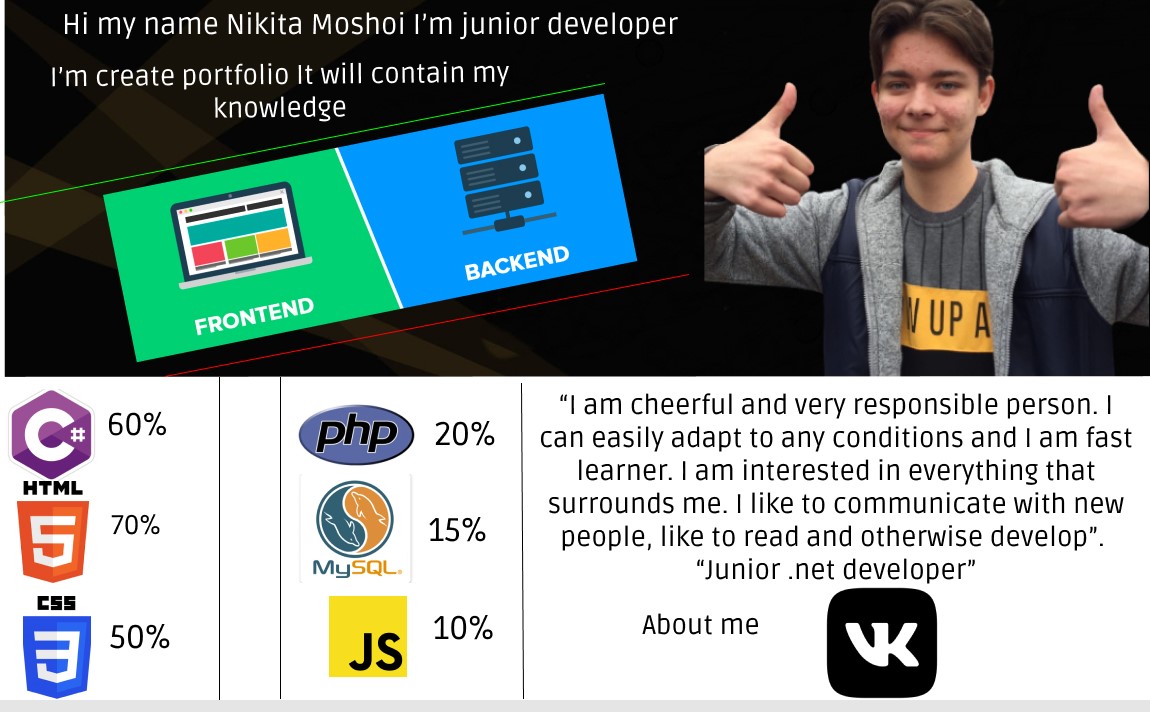 Hi my name Nikita Moshoi I’m junior developer
I’m create portfolio It will contain my
knowledge
FRONTEND
BACKEND
W UP A
C#
60%
HTML
5
70%
CSS
3
50%
php
20%
MySQL®
15%
JS
10%
“I am cheerful and very responsible person. I
can easily adapt to any conditions and I am fast
learner. I am interested in everything that
surrounds me. I like to communicate with new
people, like to read and otherwise develop”.
“Junior .net developer”
About me
VK